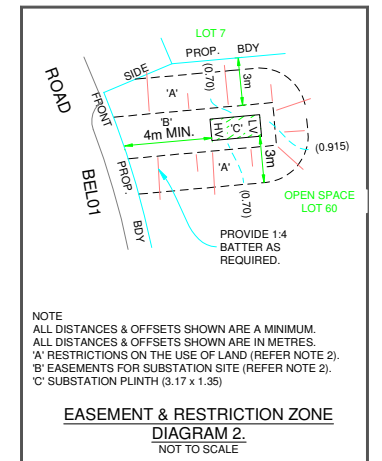 LOT 7
PROP. BDY
SIDE
(0.70)
3m
ROAD
FRONT
'A'
'B'
4m MIN.
HV
'C'
LV
(0.915)
3m
'A'
PROP.
BEL01
(0.70)
OPEN SPACE
LOT 60
BDY
PROVIDE 1:4
BATTER AS
REQUIRED.
NOTE
ALL DISTANCES & OFFSETS SHOWN ARE A MINIMUM.
ALL DISTANCES & OFFSETS SHOWN ARE IN METRES.
'A' RESTRICTIONS ON THE USE OF LAND (REFER NOTE 2).
'B' EASEMENTS FOR SUBSTATION SITE (REFER NOTE 2).
'C' SUBSTATION PLINTH (3.17 x 1.35)
EASEMENT & RESTRICTION ZONE
DIAGRAM 2.
NOT TO SCALE